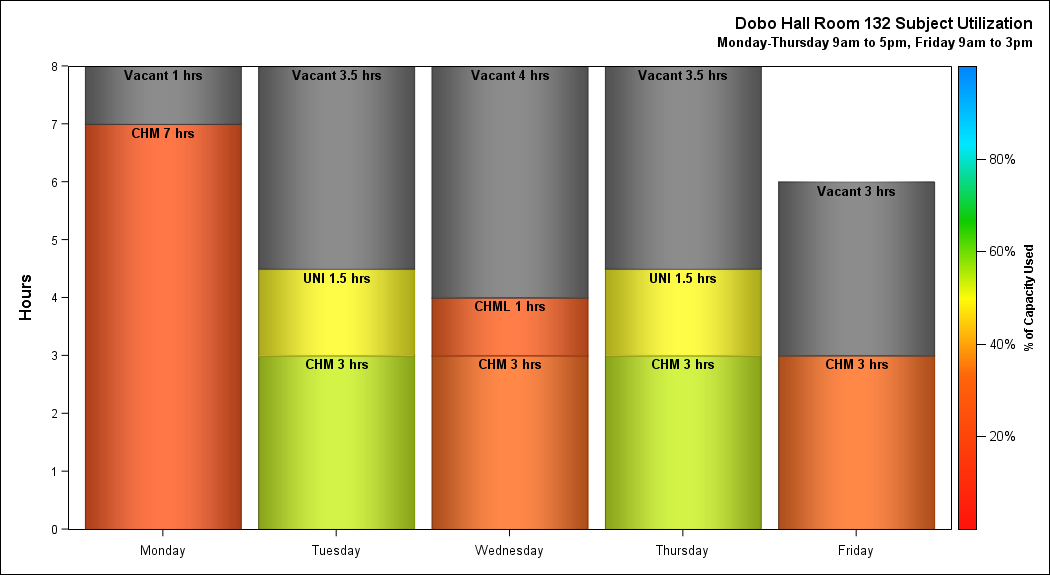 Dobo Hall Room 132 Subject Utilization
Monday-Thursday 9am to 5pm, Friday 9am to 3pm
Hours
8
7
6
5
4
3
2
1
0
Vacant 1 hrs
CHM 7 hrs
Vacant 3.5 hrs
UNI 1.5 hrs
CHM 3 hrs
Vacant 4 hrs
CHML 1 hrs
CHM 3 hrs
Vacant 3.5 hrs
UNI 1.5 hrs
CHM 3 hrs
Vacant 3 hrs
CHM 3 hrs
Monday
Tuesday
Wednesday
Thursday
Friday
80%
60%
40%
20%
% of Capacity Used